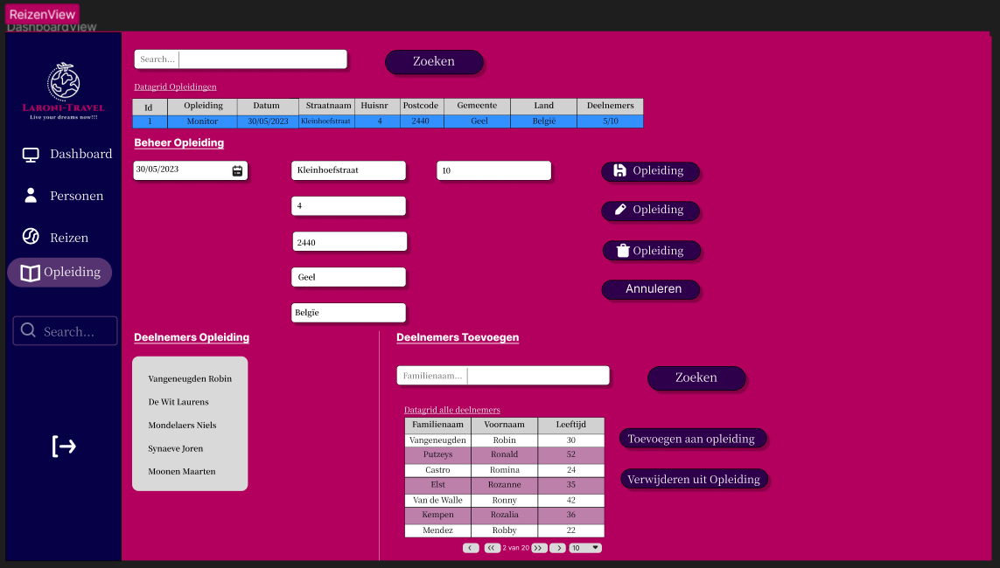 ReizenView
DashboardView
LARONI-TRAVEL
Live your dreams now!!!
Dashboard
Personen
Reizen
Opleiding
Search...
Search...
Zoeken
Datagrid Opleidingen
Id Opleiding Datum Straatnaam Huisnr Postcode Gemeente Land Deelnemers
1 Monitor 30/05/2023 Kleinhoefstraat 4 2440 Geel België 5/10
Beheer Opleiding
30/05/2023 Kleinhoefstraat 10 Opleiding
4 Opleiding
2440 Opleiding
Geel Annuleren
Belgïe
Deelnemers Opleiding
Vangeneugden Robin
De Wit Laurens
Mondelaers Niels
Synaeve Joren
Moonen Maarten
Deelnemers Toevoegen
Familienaam... Zoeken
Datagrid alle deelnemers
Familienaam Voornaam Leeftijd
Vangeneugden Robin 30
Putzeys Ronald 52
Castro Romina 24
Elst Rozanne 35
Van de Walle Ronny 42
Kempen Rozalia 36
Mendez Robby 22
< << 2 van 20 >> > 10
Toevoegen aan opleiding
Verwijderen uit Opleiding